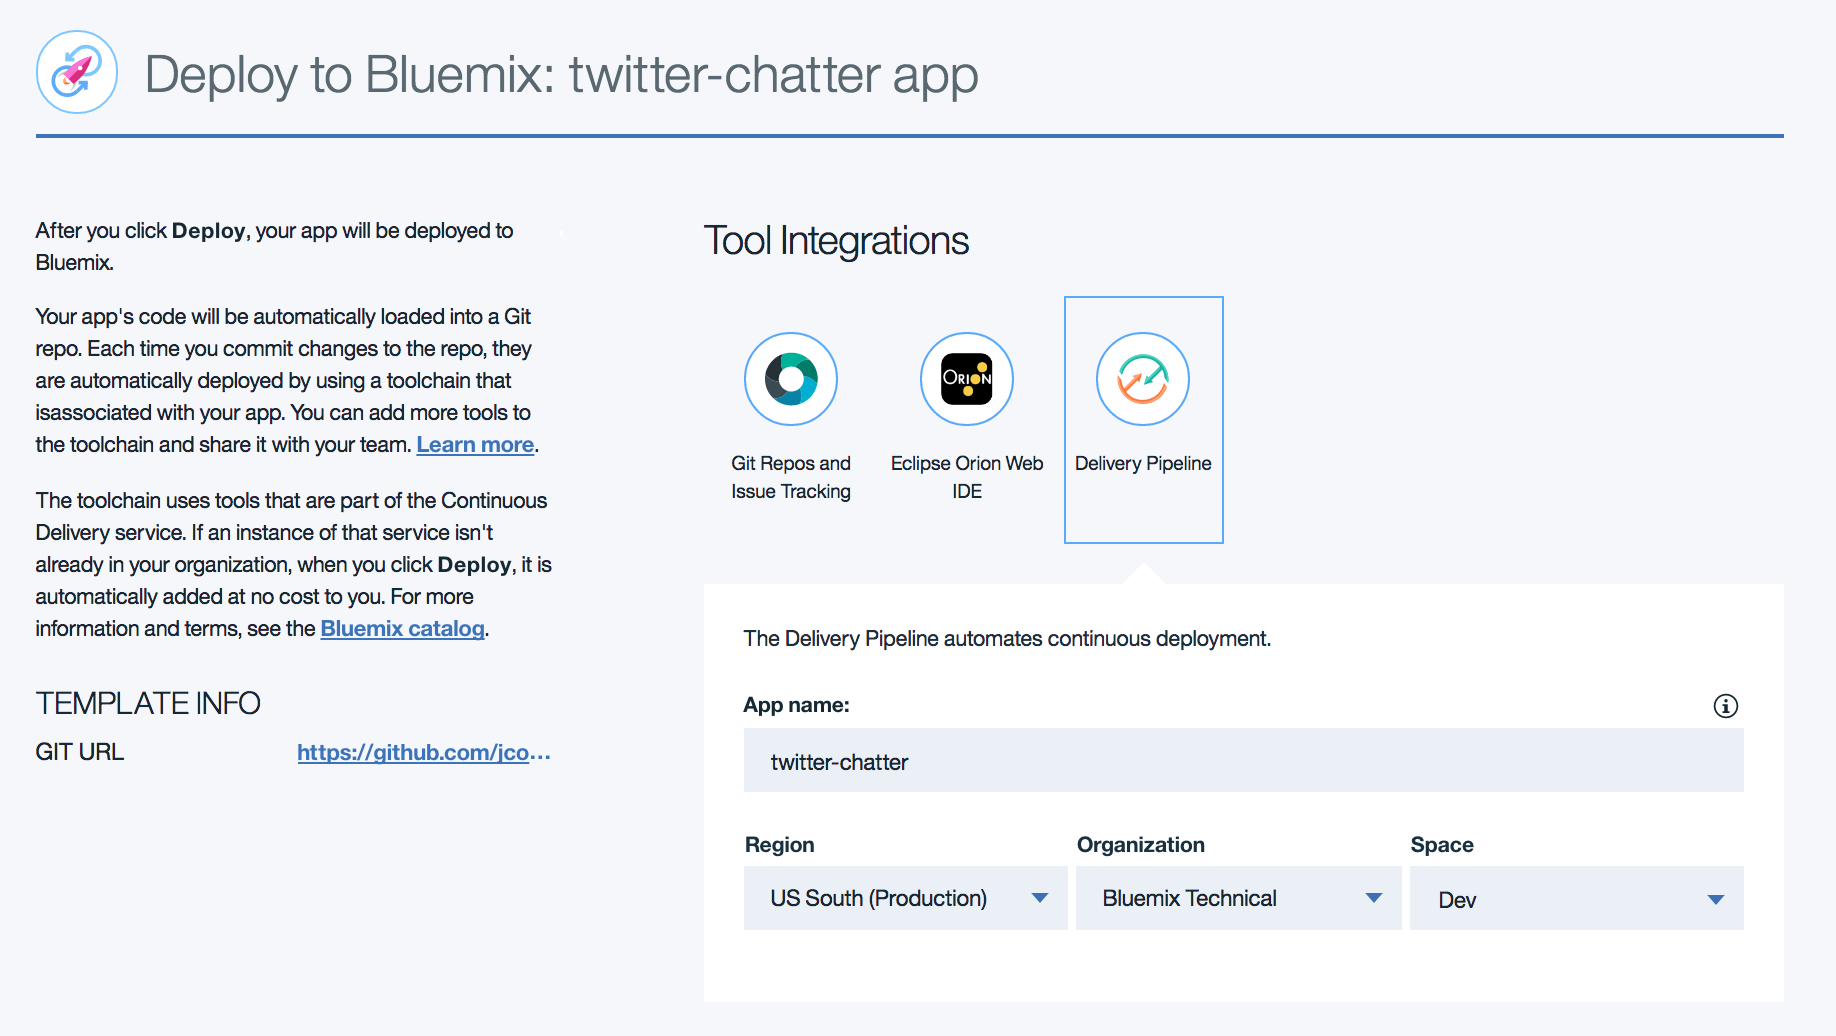 Deploy to Bluemix: twitter-chatter app
After you click Deploy, your app will be deployed to
Bluemix.
Your app's code will be automatically loaded into a Git
repo. Each time you commit changes to the repo, they
are automatically deployed by using a toolchain that
isassociated with your app. You can add more tools to
the toolchain and share it with your team. Learn more.
The toolchain uses tools that are part of the Continuous
Delivery service. If an instance of that service isn't
already in your organization, when you click Deploy, it is
automatically added at no cost to you. For more
information and terms, see the Bluemix catalog.
TEMPLATE INFO
GIT URL https://github.com/jco...
Tool Integrations
ORION
Git Repos and
Issue Tracking
Eclipse Orion Web
IDE
Delivery Pipeline
The Delivery Pipeline automates continuous deployment.
App name:
twitter-chatter
Region Organization Space
US South (Production) Bluemix Technical Dev